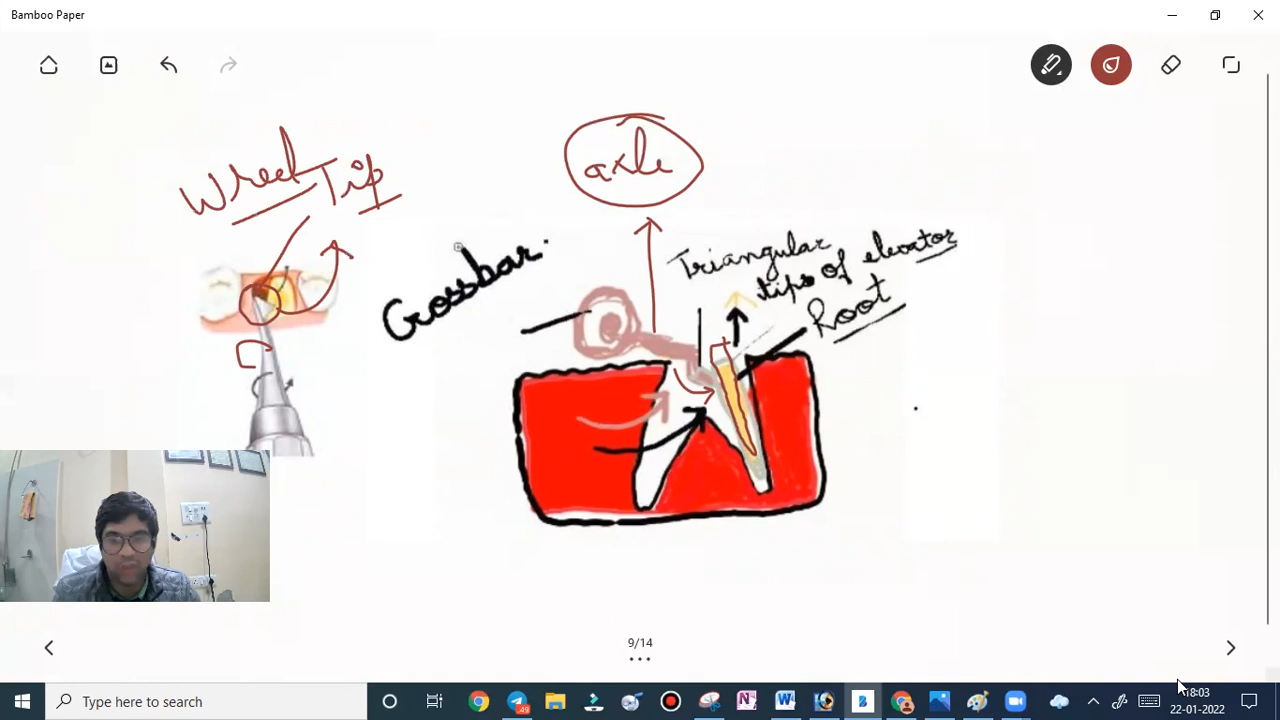 Bamboo Paper
axle
Wheel
Tip
Crossbar
Triangular
tips of elevator
Root
9/14
Type here to search
49
18:03
22-01-2022